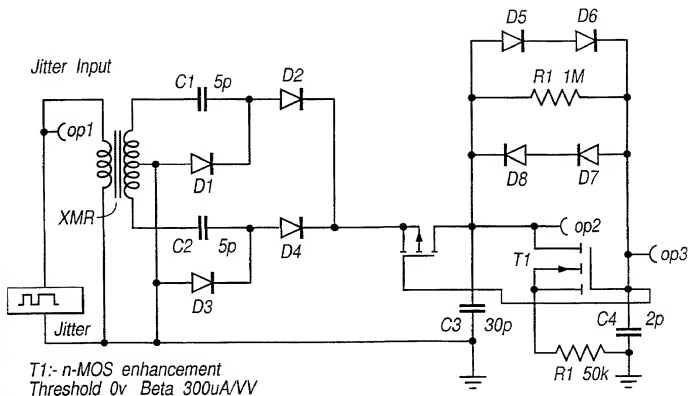 D5
D6
Jitter Input
C1
5p
D2
R1 1M
op1
D1
D8
D7
XMR
C2
5p
D4
op2
T1
op3
D3
Jitter
C3
30p
C4
2p
R1 50k
T1:- n-MOS enhancement
Threshold 0v Beta 300uA/VV